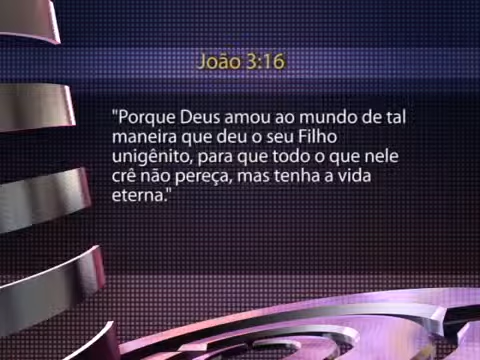 João 3:16
"Porque Deus amou ao mundo de tal
maneira que deu o seu Filho
unigênito, para que todo o que nele
crê não pereça, mas tenha a vida
eterna."